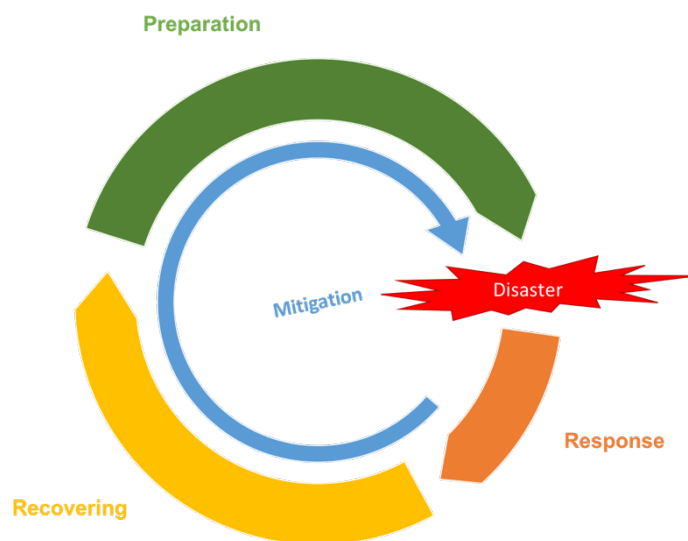 Preparation
Disaster
Mitigation
Response
Recovering